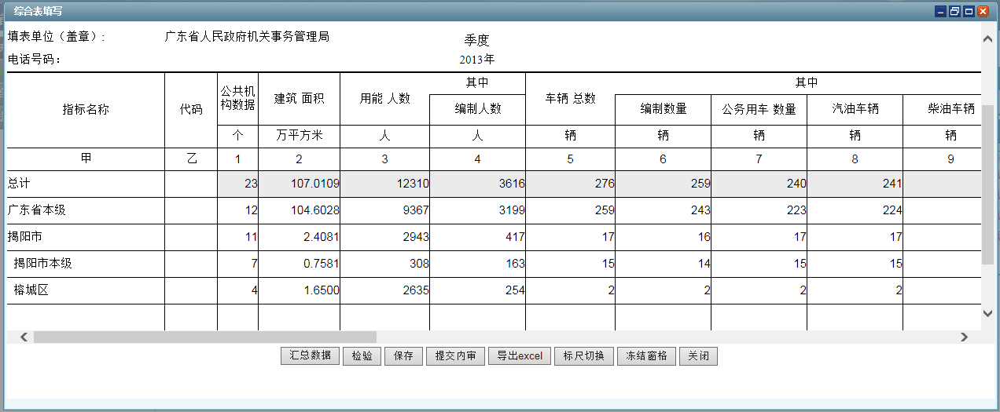 综合表填写
填表单位（盖章）: 广东省人民政府机关事务管理局 季度
电话号码： 2013年
指标名称 代码 公共机构数据 建筑 面积 用能 人数 其中 车辆 总数 其中
编制人数 编制数量 公务用车 数量 汽油车辆 柴油车辆
个 万平方米 人 人 辆 辆 辆 辆 辆
甲 乙 1 2 3 4 5 6 7 8 9
总计 23 107.0109 12310 3616 276 259 240 241
广东省本级 12 104.6028 9367 3199 259 243 223 224
揭阳市 11 2.4081 2943 417 17 16 17 17
揭阳市本级 7 0.7581 308 163 15 14 15 15
榕城区 4 1.6500 2635 254 2 2 2 2
汇总数据 检验 保存 提交内审 导出excel 标尺切换 冻结窗格 关闭